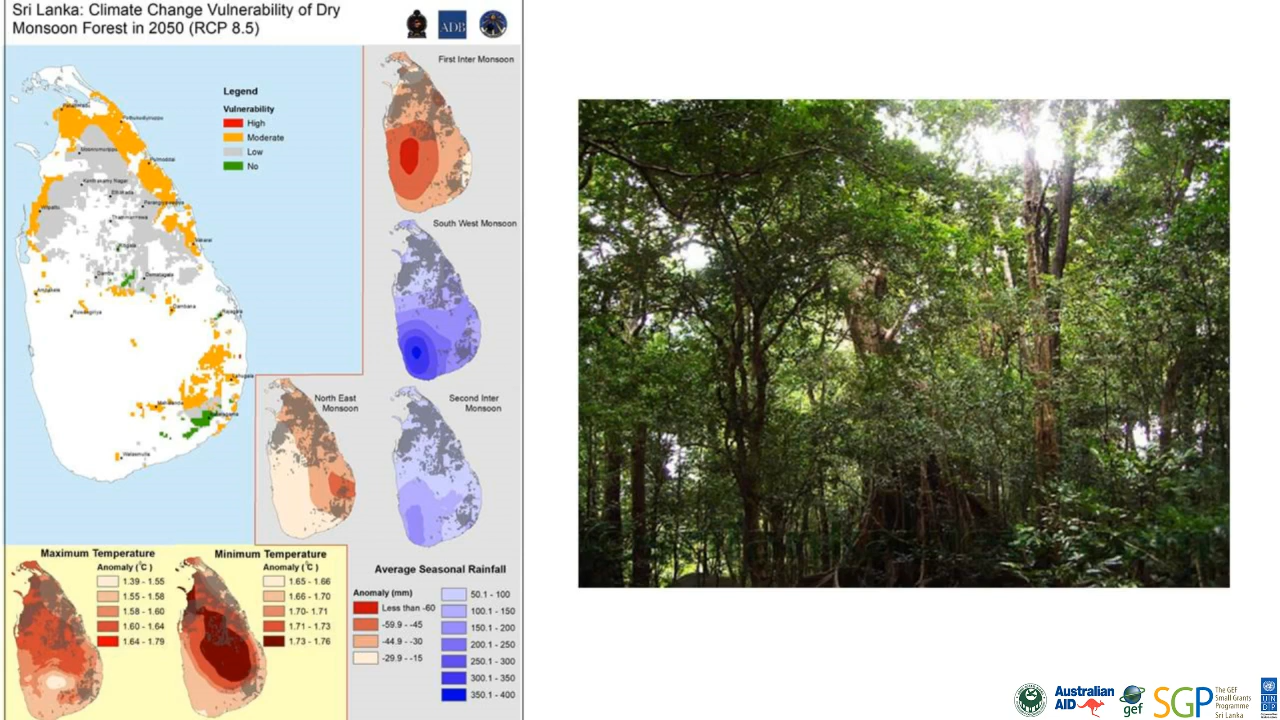 Sri Lanka: Climate Change Vulnerability of Dry
Monsoon Forest in 2050 (RCP 8.5)
ADB
First Inter Monsoon
Legend
Vulnerability
High
Moderate
Low
No
South West Monsoon
North East
Monsoon
Second Inter
Monsoon
Dambana
Walasmulla
Maximum Temperature
Anomaly (°C)
1.39 - 1.55
1.55 - 1.58
1.58 - 1.60
1.60 - 1.64
1.64 - 1.79
Minimum Temperature
Anomaly (°C)
1.65 - 1.66
1.66 - 1.70
1.70- 1.71
1.71 - 1.73
1.73 - 1.76
Average Seasonal Rainfall
Anomaly (mm)
Less than -60
-59.9 - -45
-44.9 - -30
-29.9 - -15
50.1 - 100
100.1 - 150
150.1 - 200
200.1 - 250
250.1 - 300
300.1 - 350
350.1 - 400
Australian
AID
gef
SGP
The GEF
Small Grants
Programme
Sri Lanka
U N
D P